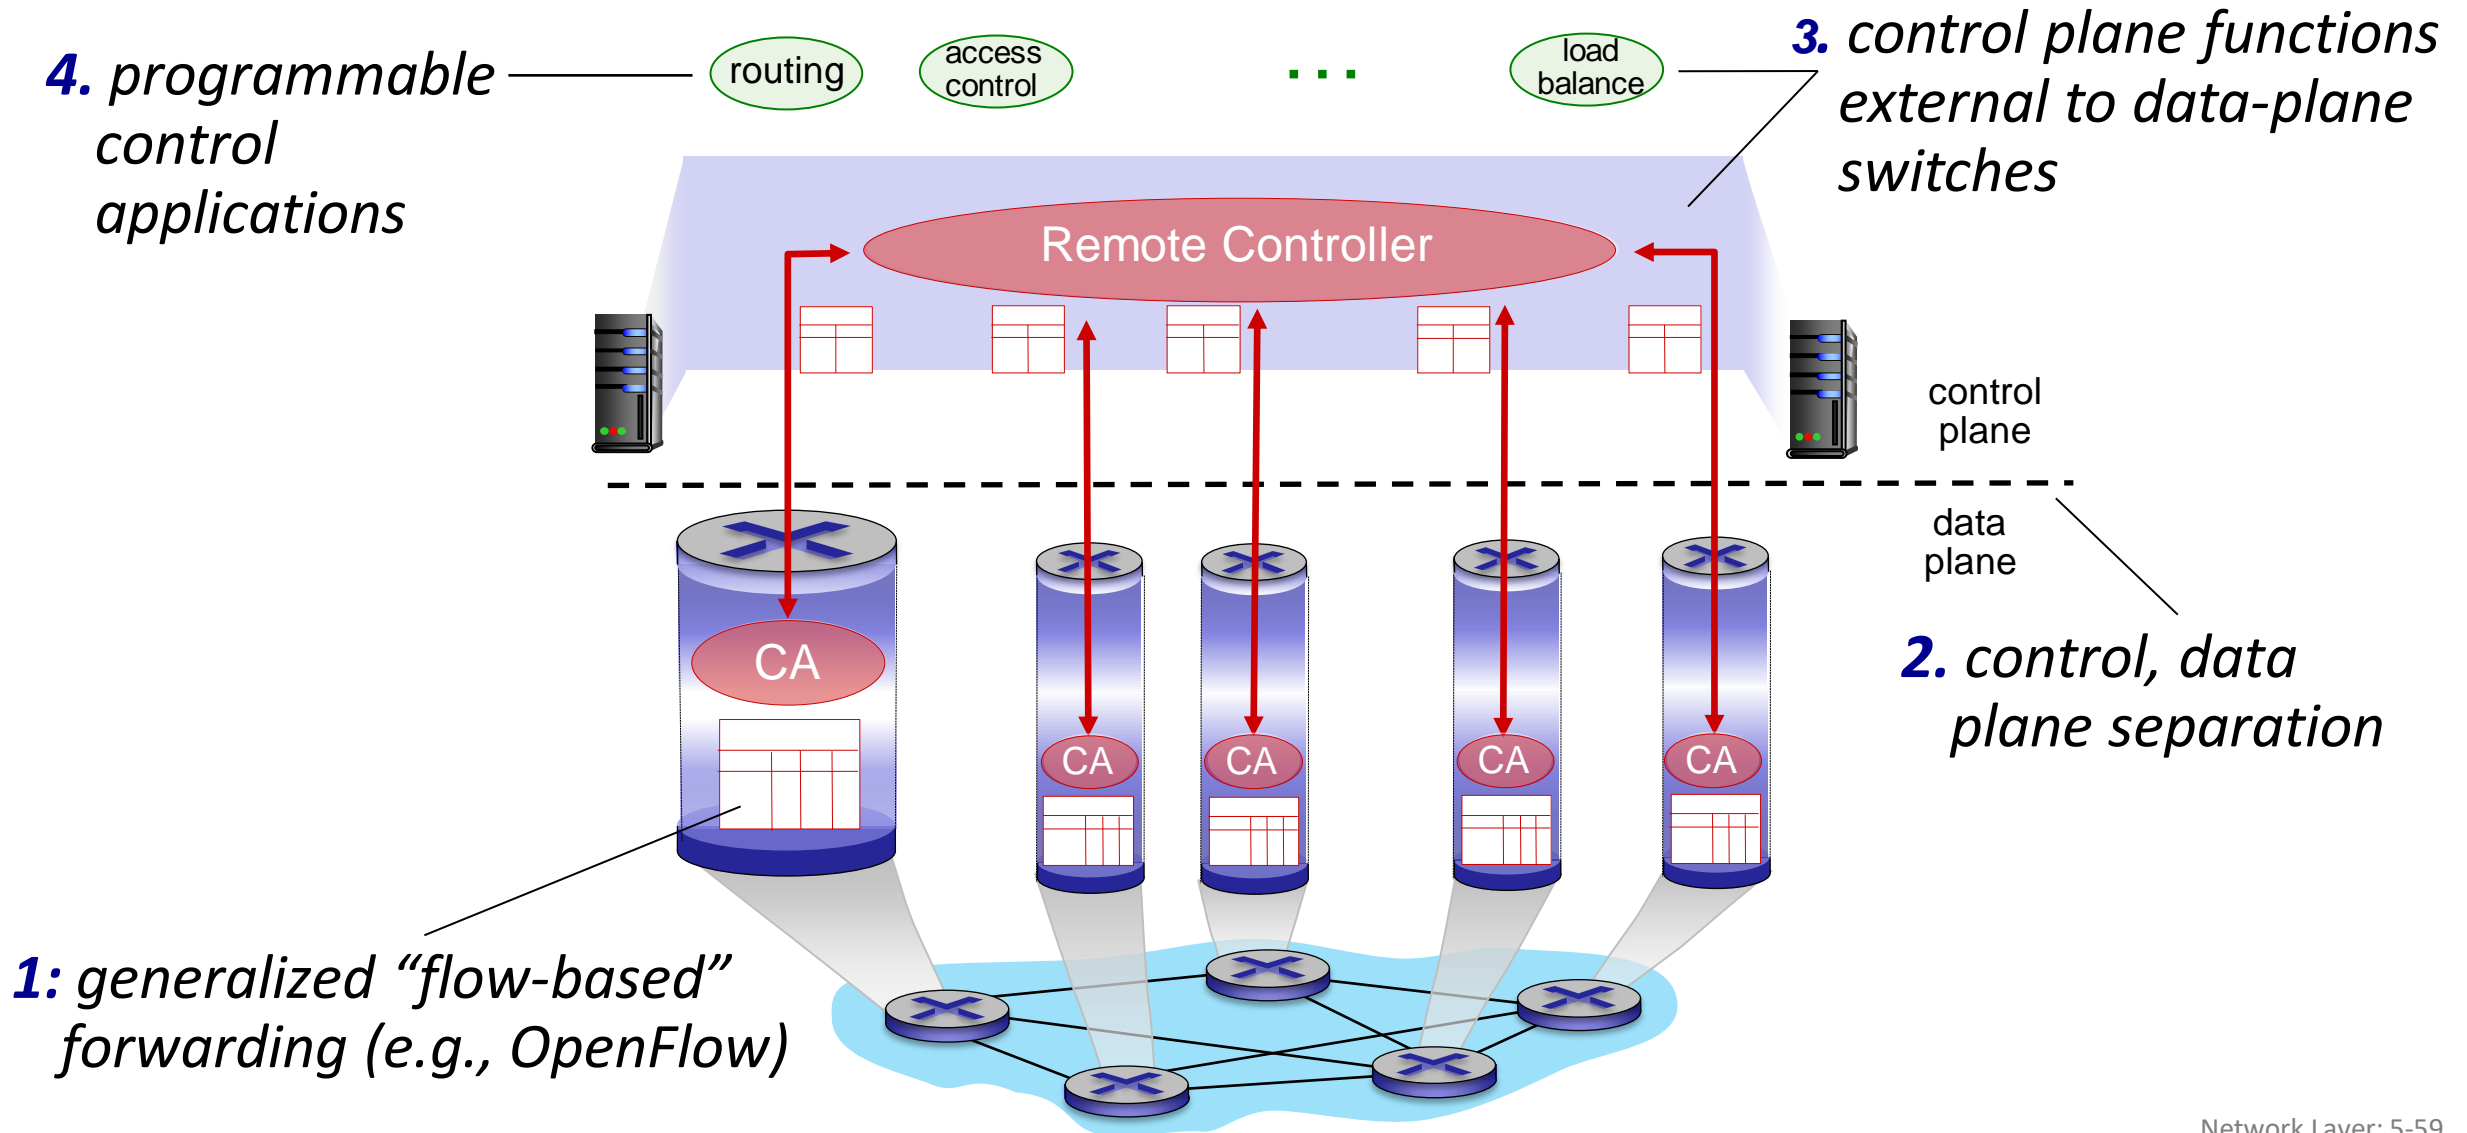 4. programmable
control
applications
routing
access
control
...
load
balance
3. control plane functions
external to data-plane
switches
Remote Controller
control
plane
data
plane
CA
CA
CA
CA
CA
2. control, data
plane separation
1: generalized “flow-based”
forwarding (e.g., OpenFlow)
Network Layer: 5-59